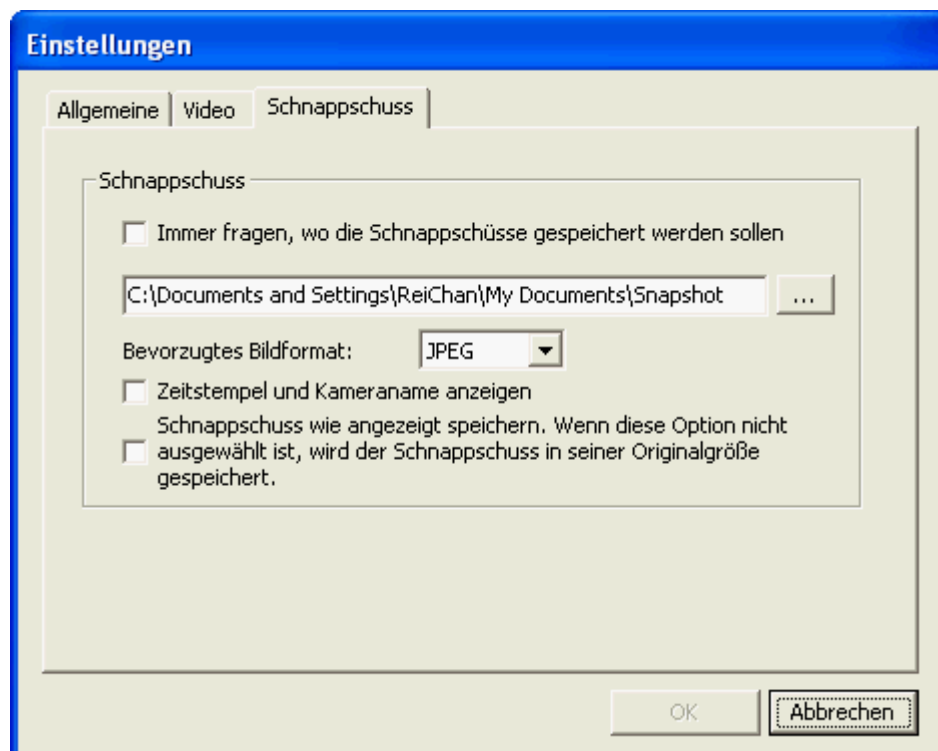 Einstellungen
Allgemeine Video Schnappschuss
Schnappschuss
Immer fragen, wo die Schnappschüsse gespeichert werden sollen
C:\Documents and Settings\ReiChan\My Documents\Snapshot ...
Bevorzugtes Bildformat: JPEG
Zeitstempel und Kameraname anzeigen
Schnappschuss wie angezeigt speichern. Wenn diese Option nicht
ausgewählt ist, wird der Schnappschuss in seiner Originalgröße
gespeichert.
OK Abbrechen